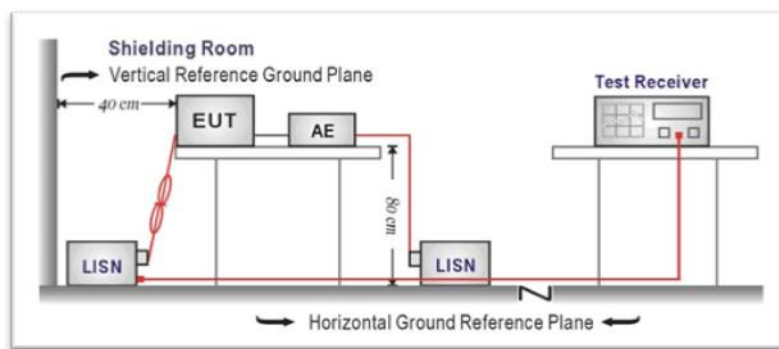 Shielding Room
Vertical Reference Ground Plane
Test Receiver
40 cm
EUT
AE
80 cm
LISN
LISN
Horizontal Ground Reference Plane